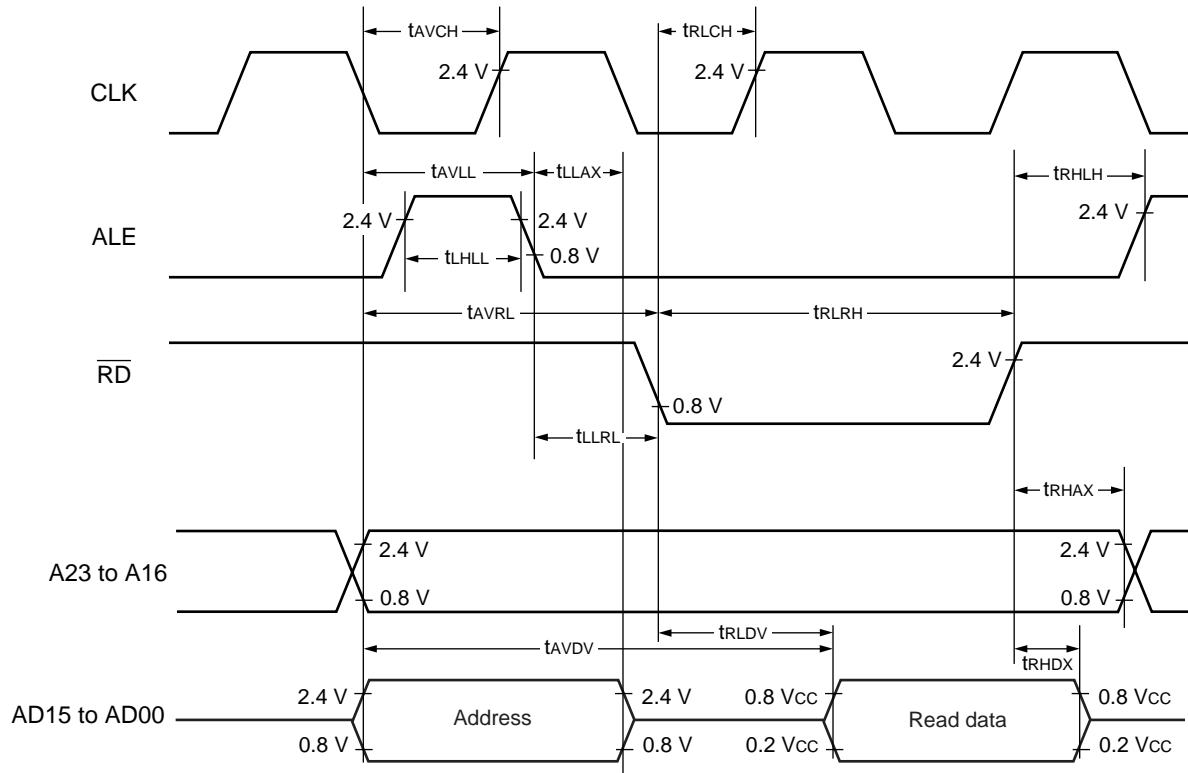 tAVCH
tRLCH
2.4 V
2.4 V
CLK
tAVLL
tLLAX
tRHLH
2.4 V
2.4 V
2.4 V
ALE
tLHLL
0.8 V
tAVRL
tRLRH
RD
2.4 V
0.8 V
tLLRL
tRHAX
2.4 V
2.4 V
A23 to A16
0.8 V
0.8 V
tRLDV
tAVDV
tRHDX
2.4 V
2.4 V
0.8 VCC
0.8 VCC
AD15 to AD00
Address
Read data
0.8 V
0.8 V
0.2 VCC
0.2 VCC